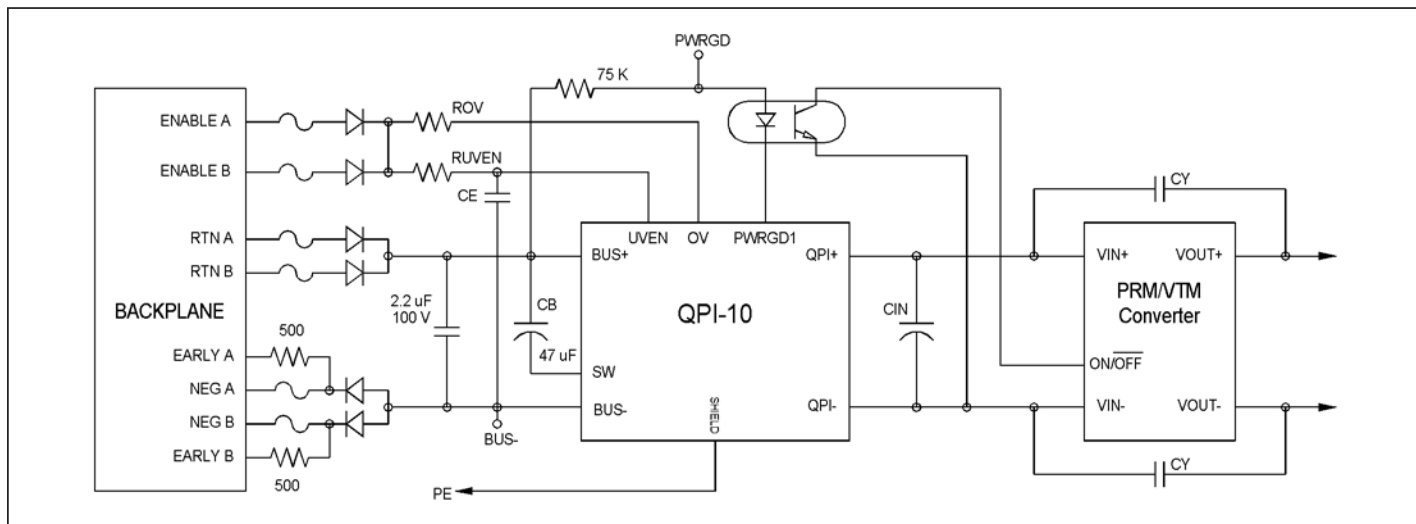 PWRGD
75 K
ENABLE A
ROV
ENABLE B
RUVEN
CE
CY
UVEN
OV
PWRGD1
RTN A
RTN B
BUS+
QPI+
VIN+
VOUT+
BACKPLANE
2.2 uF
100 V
CB
QPI-10
CIN
PRM/VTM
Converter
500
47 uF
EARLY A
SW
ON/OFF
NEG A
BUS-
SHIELD
QPI-
VIN-
VOUT-
NEG B
BUS-
EARLY B
CY
500
PE